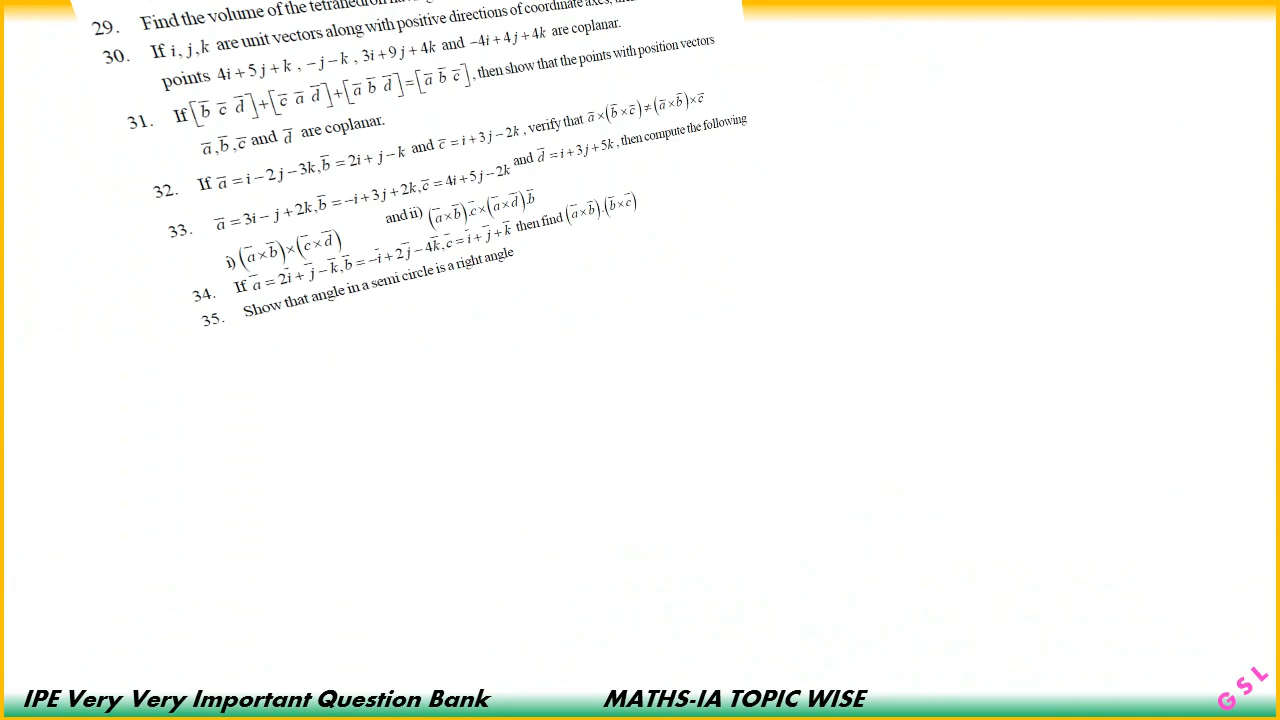 29. Find the volume of the tetrahedron
30. If i, j, k are unit vectors along with positive directions of coordinate axes,
points 4i + 5j + k , −j − k , 3i + 9j + 4k and −4i + 4j + 4k are coplanar.
31. If [b̄ c̄ d̄] + [c̄ ā d̄] + [ā b̄ d̄] = [ā b̄ c̄], then show that the points with position vectors
ā, b̄, c̄ and d̄ are coplanar.
32. If ā = i − 2j − 3k, b̄ = 2i + j − k and c̄ = i + 3j − 2k , verify that ā × (b̄ × c̄) ≠ (ā × b̄) × c̄
33. ā = 3i − j + 2k, b̄ = −i + 3j + 2k, c̄ = 4i + 5j − 2k and d̄ = i + 3j + 5k , then compute the following
i) (ā × b̄) × (c̄ × d̄) and ii) (ā × b̄).c̄ × (ā × d̄).b̄
34. If ā = 2ī + j̄ − k̄, b̄ = −ī + 2j̄ − 4k̄, c̄ = ī + j̄ + k̄ then find (ā × b̄).(b̄ × c̄)
35. Show that angle in a semi circle is a right angle
IPE Very Very Important Question Bank MATHS-IA TOPIC WISE
GSL